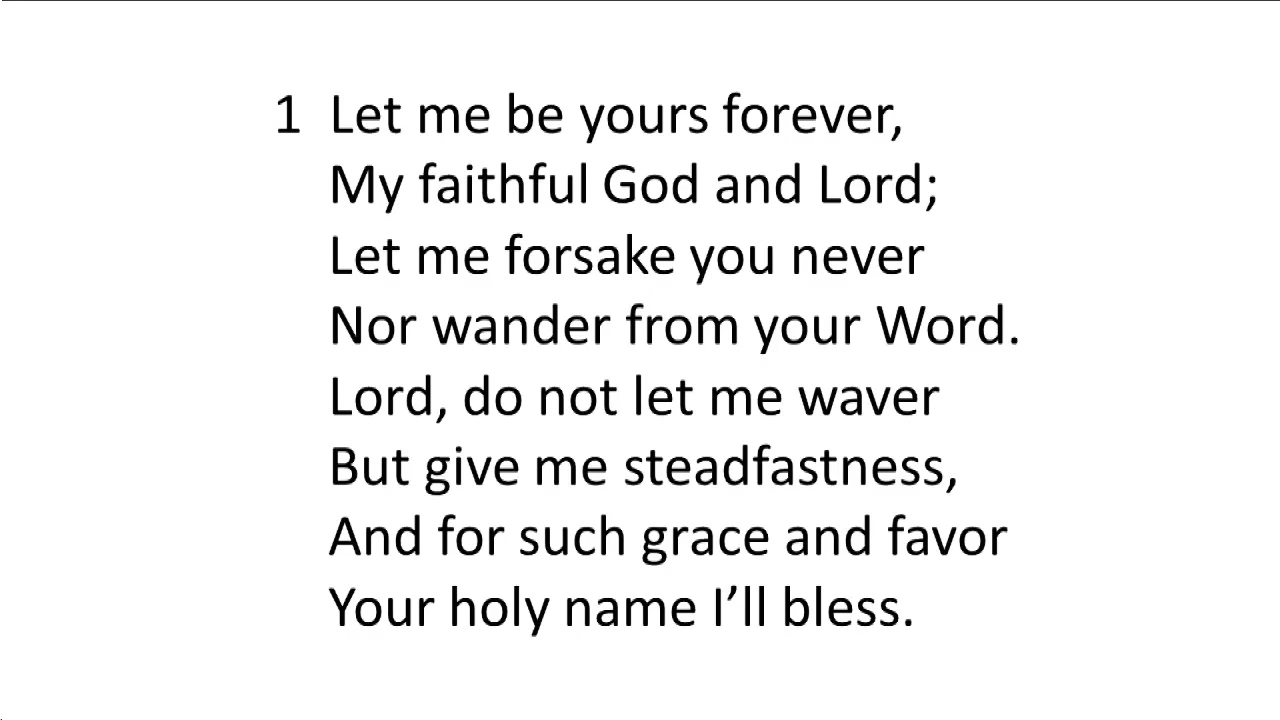 1 Let me be yours forever,
My faithful God and Lord;
Let me forsake you never
Nor wander from your Word.
Lord, do not let me waver
But give me steadfastness,
And for such grace and favor
Your holy name I’ll bless.